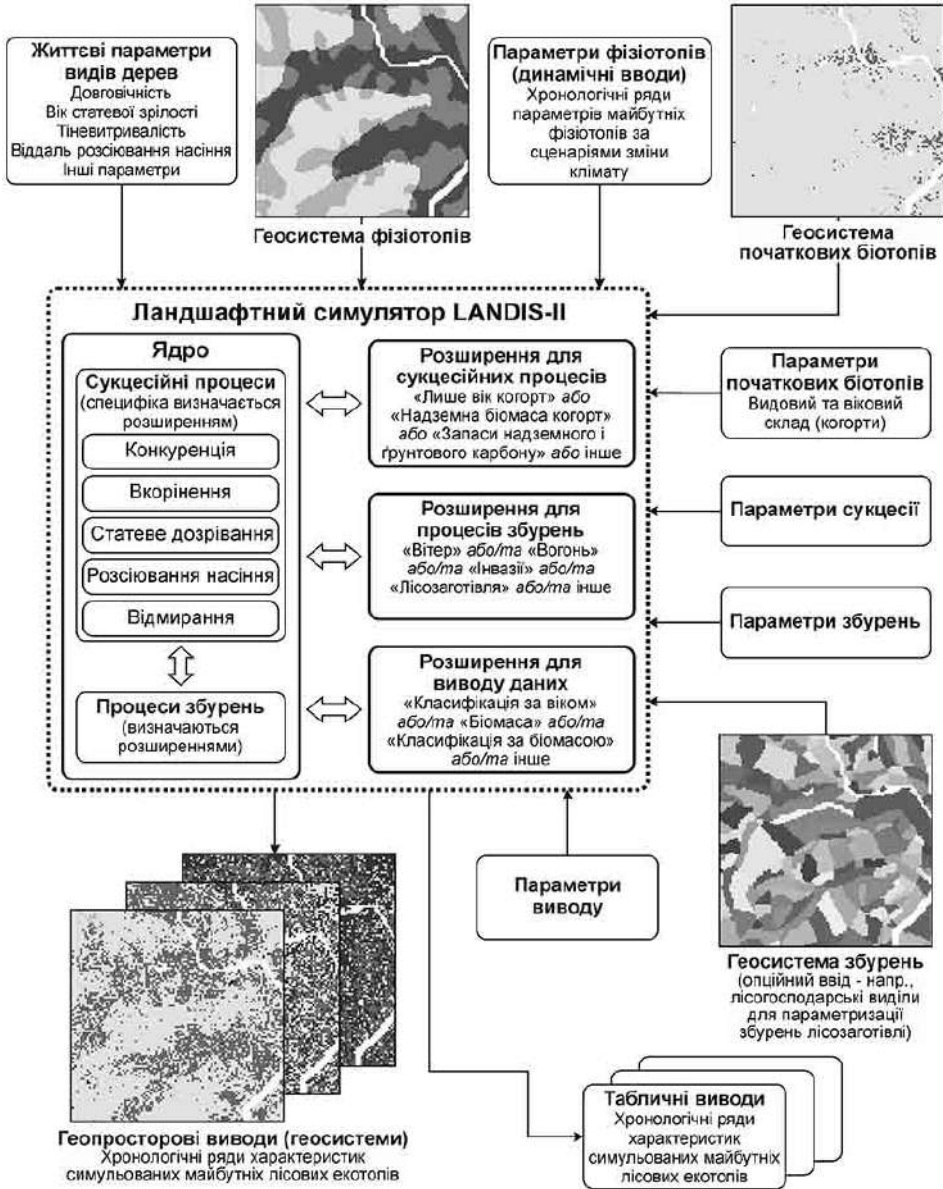 Життєві параметри
видів дерев
Довговічність
Вік статевої зрілості
Тіневитривалість
Віддаль розсіювання насіння
Інші параметри
Геосистема фізіотопів
Параметри фізіотопів
(динамічні вводи)
Хронологічні ряди
параметрів майбутніх
фізіотопів за
сценаріями зміни
клімату
Геосистема
початкових біотопів
Ландшафтний симулятор LANDIS-II
Ядро
Сукцесійні процеси
(специфіка визначається
розширенням)
Конкуренція
Вкорінення
Статеве дозрівання
Розсіювання насіння
Відмирання
Процеси збурень
(визначаються
розширеннями)
Розширення для
сукцесійних процесів
«Лише вік когорт» або
«Надземна біомаса когорт»
або «Запаси надземного і
ґрунтового карбону» або інше
Розширення для
процесів збурень
«Вітер» або/та «Вогонь»
або/та «Інвазії» або/та
«Лісозаготівля» або/та інше
Розширення для
виводу даних
«Класифікація за віком»
або/та «Біомаса» або/та
«Класифікація за біомасою»
або/та інше
Параметри
початкових біотопів
Видовий та віковий
склад (когорти)
Параметри сукцесії
Параметри збурень
Геосистема збурень
(опційний ввід - напр.,
лісогосподарські виділи
для параметризації
збурень лісозаготівлі)
Параметри
виводу
Геопросторові виводи (геосистеми)
Хронологічні ряди характеристик
симульованих майбутніх лісових екотопів
Табличні виводи
Хронологічні ряди
характеристик
симульованих майбутніх
лісових екотопів